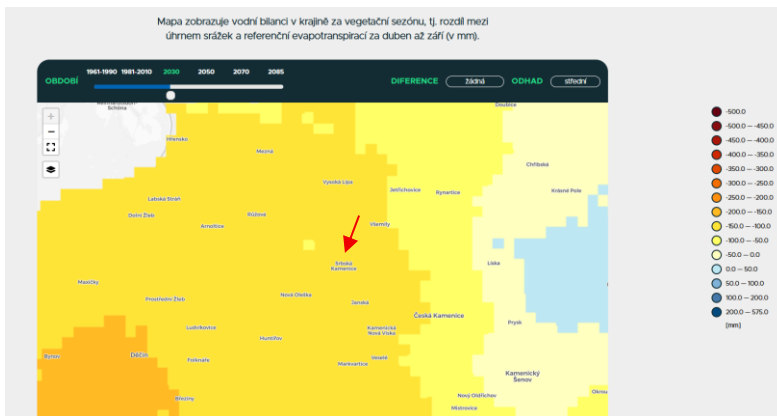 Mapa zobrazuje vodní bilanci v krajině za vegetační sezónu, tj. rozdíl mezi
úhrnem srážek a referenční evapotranspirací za duben až září (v mm).
OBDOBÍ
1961-1990 1981-2010 2030 2050 2070 2085
DIFERENCE žádná ODHAD střední
+
−
Schöna
Doubice
Hřensko
Mezná
Chřibská
Vysoká Lípa
Jetřichovice
Rynartice
Krásné Pole
Labská Stráň
Dolní Žleb
Arnoltice
Růžová
Všemily
Srbská
Kamenice
Líska
Maxičky
Prostřední Žleb
Nová Oleška
Janská
Česká Kamenice
Prysk
Ludvíkovice
Huntířov
Kamenická
Nová Víska
Bynov
Děčín
Folknáře
Markvartice
Veselé
Kamenický
Šenov
Březiny
Nový Oldřichov
Mistrovice
Okrou
-500.0
-500.0 — -450.0
-450.0 — -400.0
-400.0 — -350.0
-350.0 — -300.0
-300.0 — -250.0
-250.0 — -200.0
-200.0 — -150.0
-150.0 — -100.0
-100.0 — -50.0
-50.0 — 0.0
0.0 — 50.0
50.0 — 100.0
100.0 — 200.0
200.0 — 575.0
[mm]